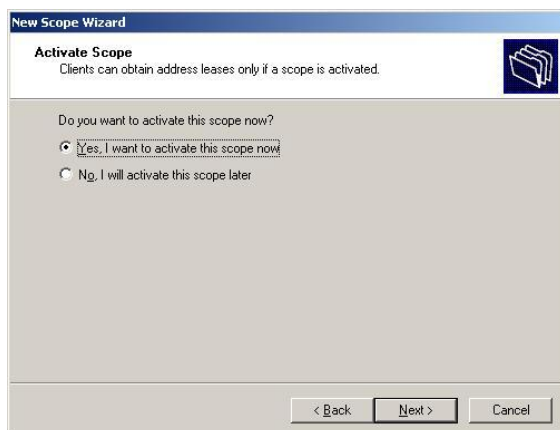 New Scope Wizard
Activate Scope
Clients can obtain address leases only if a scope is activated.
Do you want to activate this scope now?
Yes, I want to activate this scope now
No, I will activate this scope later
< Back
Next >
Cancel